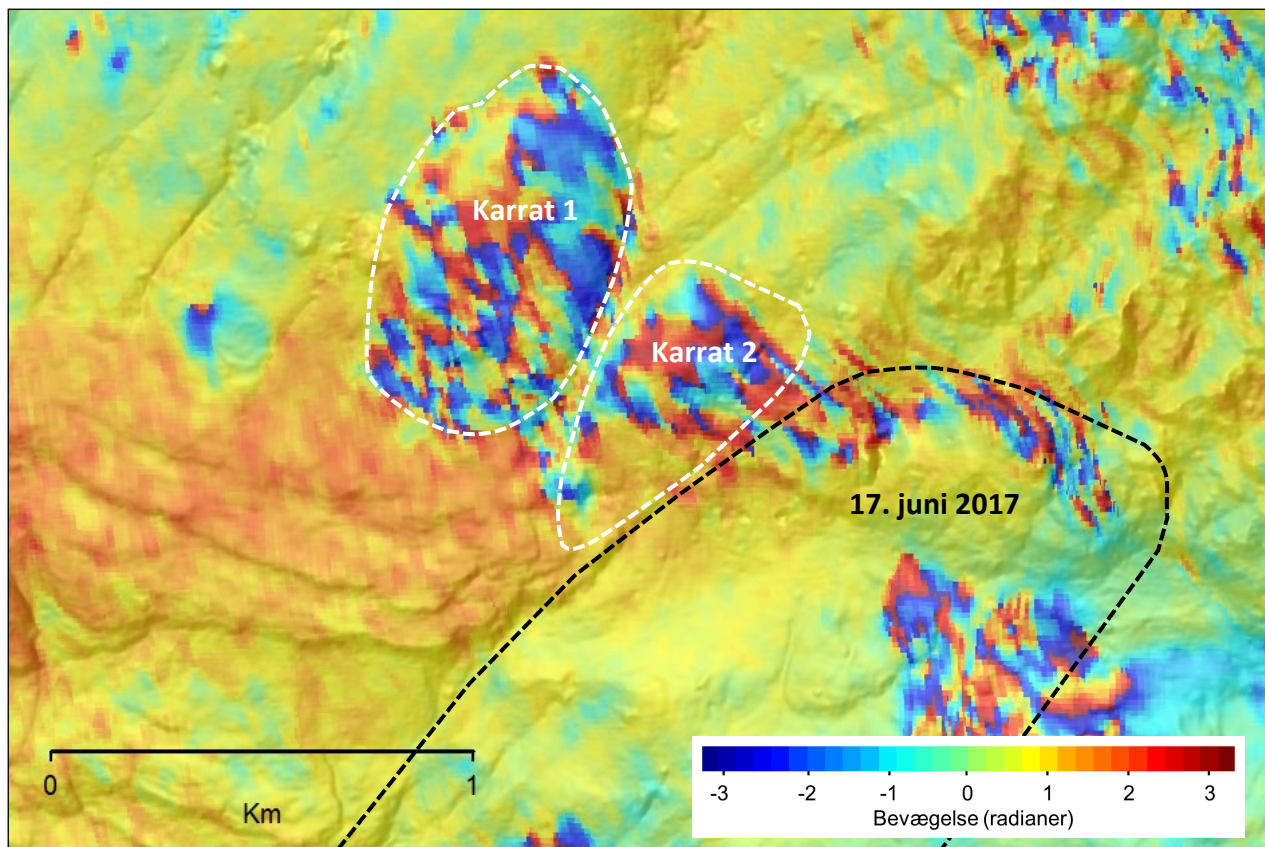 Karrat 1
Karrat 2
17. juni 2017
0 1
Km
-3 -2 -1 0 1 2 3
Bevægelse (radianer)